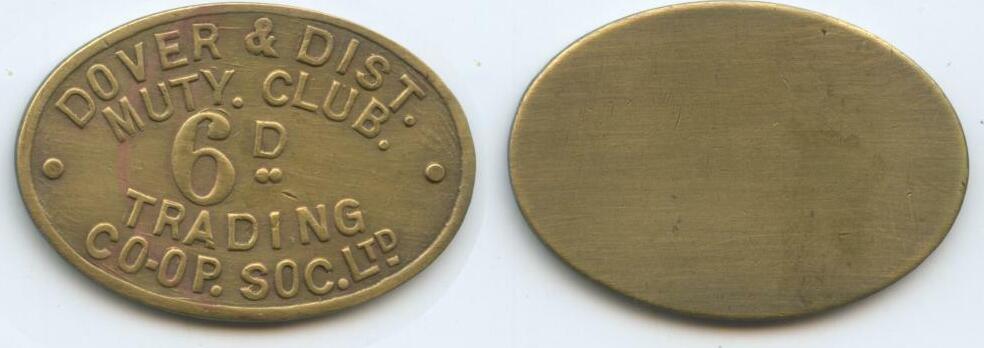 DOVER & DIST.
MUTY. CLUB.
6D
TRADING
CO-OP. SOC. LTD